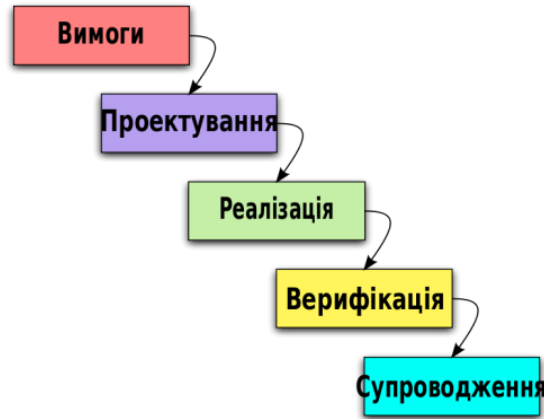 Вимоги
Проектування
Реалізація
Верифікація
Супроводження